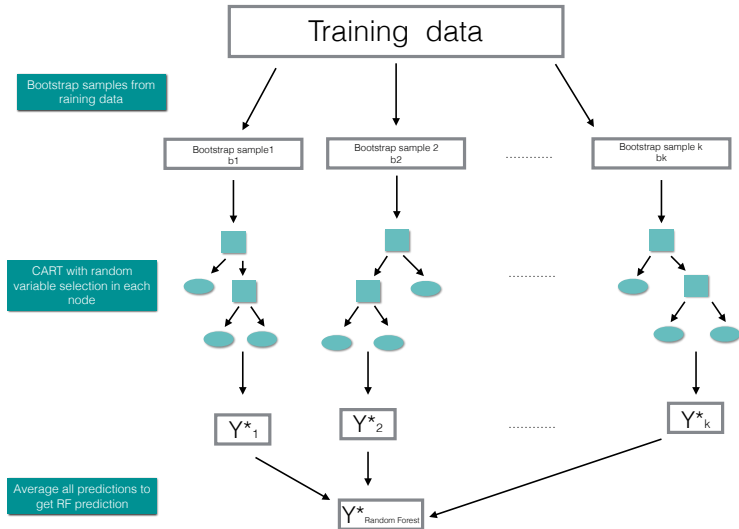 Training data
Bootstrap samples from
raining data
Bootstrap sample1
b1
Bootstrap sample 2
b2
............
Bootstrap sample k
bk
CART with random
variable selection in each
node
............
Y*1
Y*2
............
Y*k
Average all predictions to
get RF prediction
Y*Random Forest